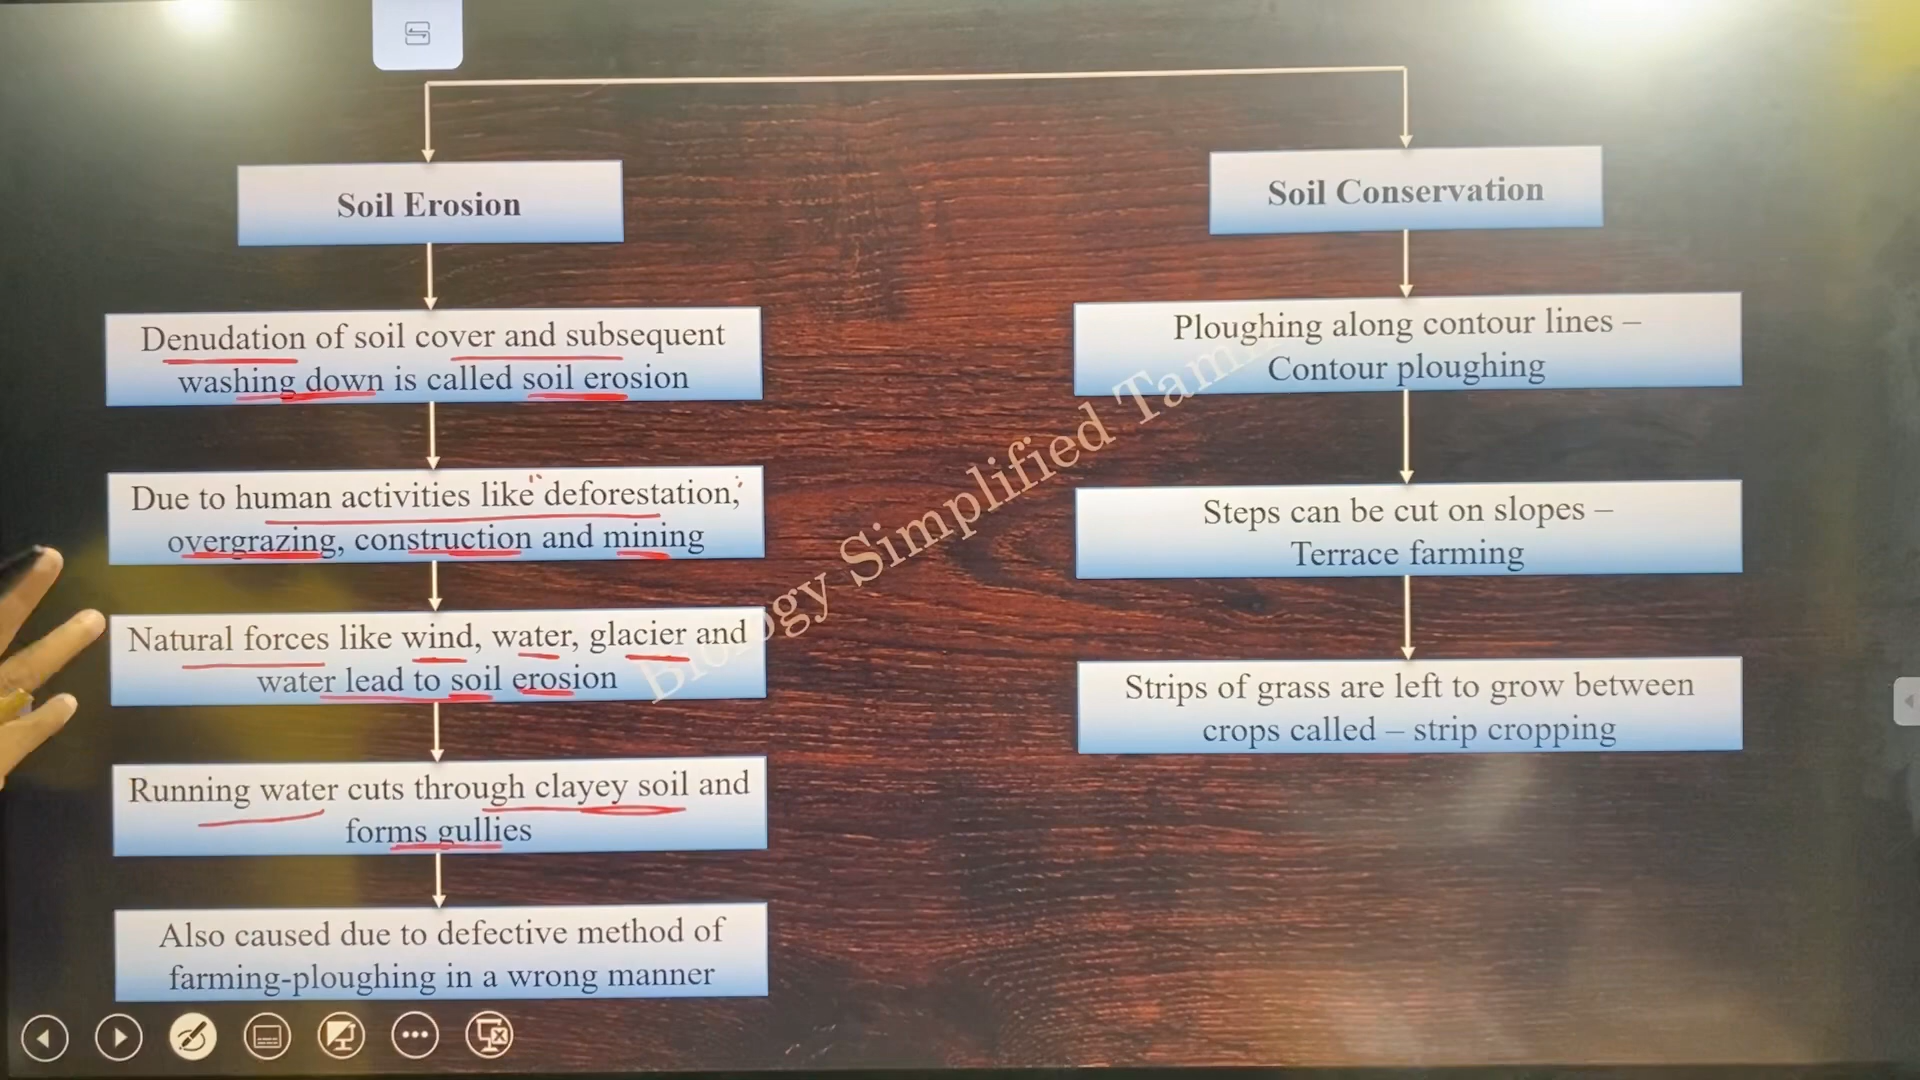 Soil Erosion
Denudation of soil cover and subsequent
washing down is called soil erosion
Due to human activities like deforestation,
overgrazing, construction and mining
Natural forces like wind, water, glacier and
water lead to soil erosion
Running water cuts through clayey soil and
forms gullies
Also caused due to defective method of
farming-ploughing in a wrong manner
Soil Conservation
Ploughing along contour lines –
Contour ploughing
Steps can be cut on slopes –
Terrace farming
Strips of grass are left to grow between
crops called – strip cropping
Simplified